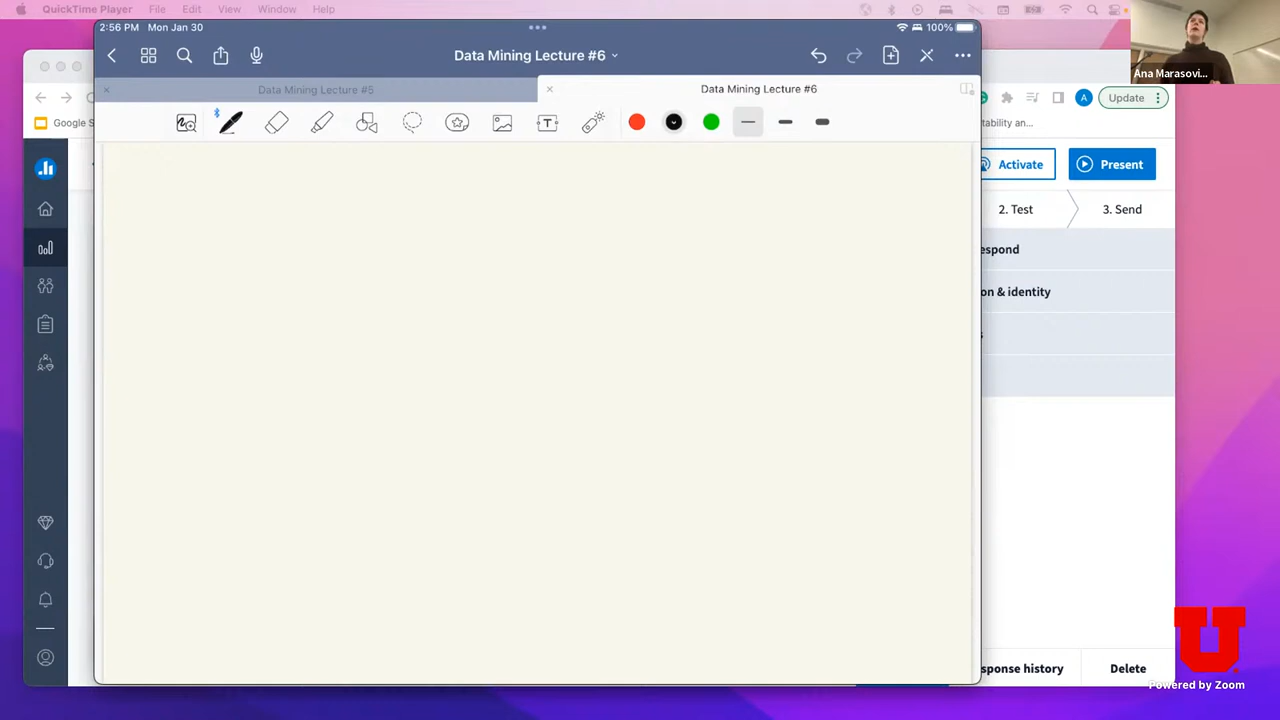 QuickTime Player File Edit View Window Help
2:56 PM Mon Jan 30
100%
Data Mining Lecture #6
Data Mining Lecture #5
Data Mining Lecture #6
T
Google S
A
Update
tability an...
Activate
Present
2. Test
3. Send
espond
on & identity
s
sponse history
Delete
Ana Marasovi...
U
Powered by Zoom